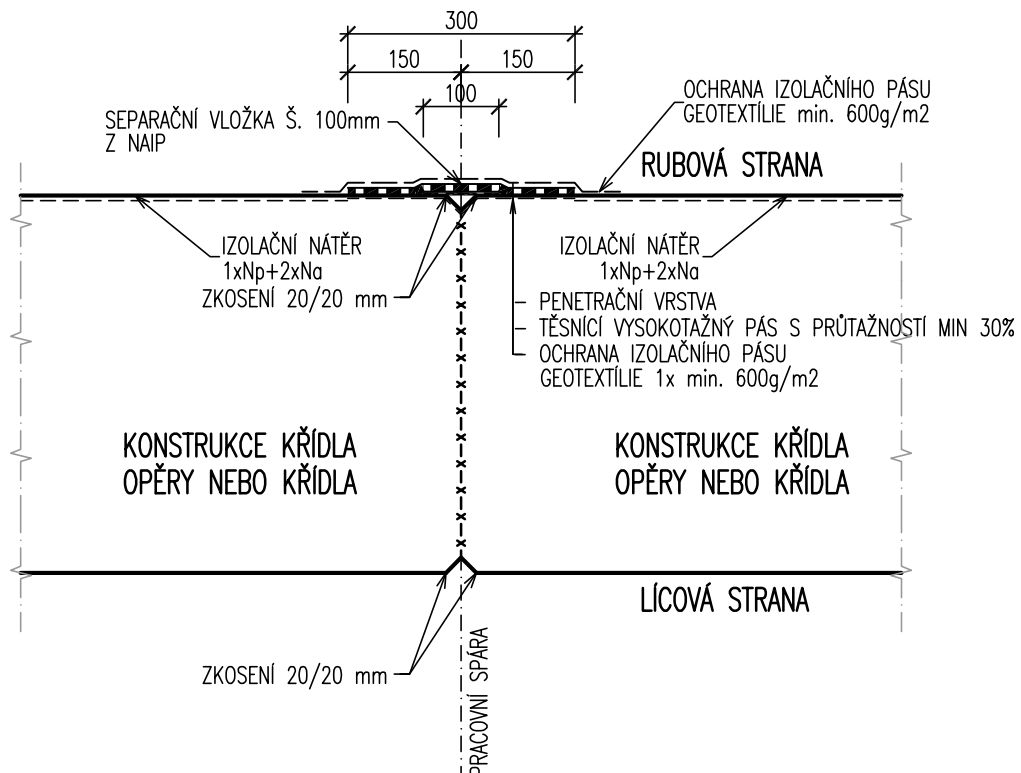 300
150
150
100
OCHRANA IZOLAČNÍHO PÁSU
GEOTEXTÍLIE min. 600g/m2
SEPARAČNÍ VLOŽKA Š. 100mm
Z NAIP
RUBOVÁ STRANA
IZOLAČNÍ NÁTĚR
1xNp+2xNa
ZKOSENÍ 20/20 mm
IZOLAČNÍ NÁTĚR
1xNp+2xNa
PENETRAČNÍ VRSTVA
TĚSNÍCÍ VYSOKOTAŽNÝ PÁS S PRŮTAŽNOSTÍ MIN 30%
OCHRANA IZOLAČNÍHO PÁSU
GEOTEXTÍLIE 1x min. 600g/m2
KONSTRUKCE KŘÍDLA
OPĚRY NEBO KŘÍDLA
KONSTRUKCE KŘÍDLA
OPĚRY NEBO KŘÍDLA
LÍCOVÁ STRANA
ZKOSENÍ 20/20 mm
PRACOVNÍ SPÁRA